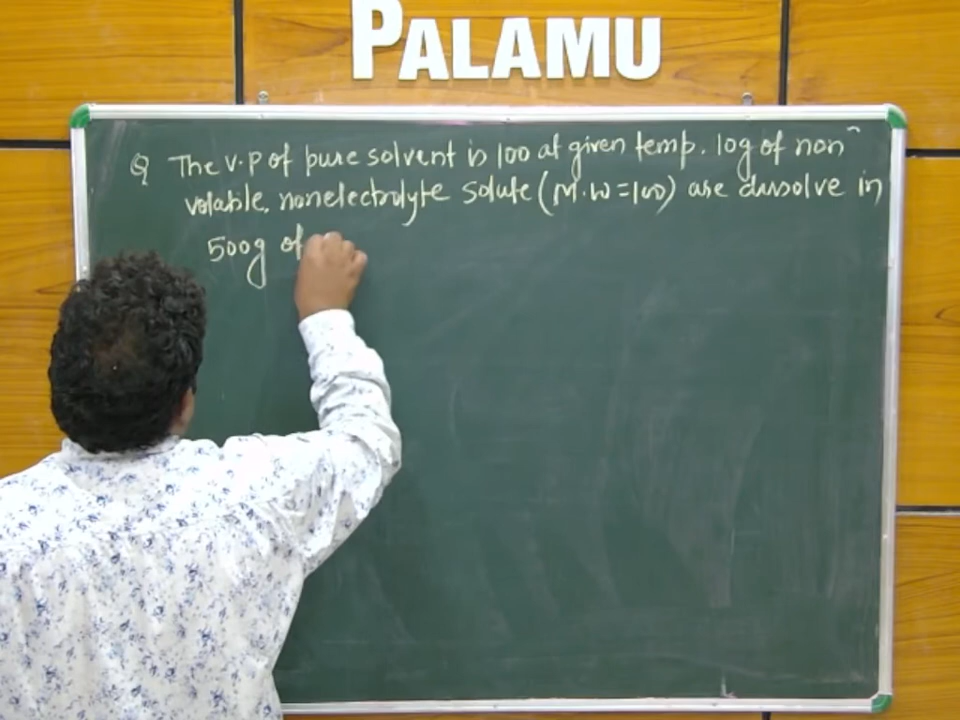 PALAMU
Q The V.P of pure solvent is 100 at given temp. 10g of non
volatile, nonelectrolyte solute (M.w=100) are dissolve in
500g of